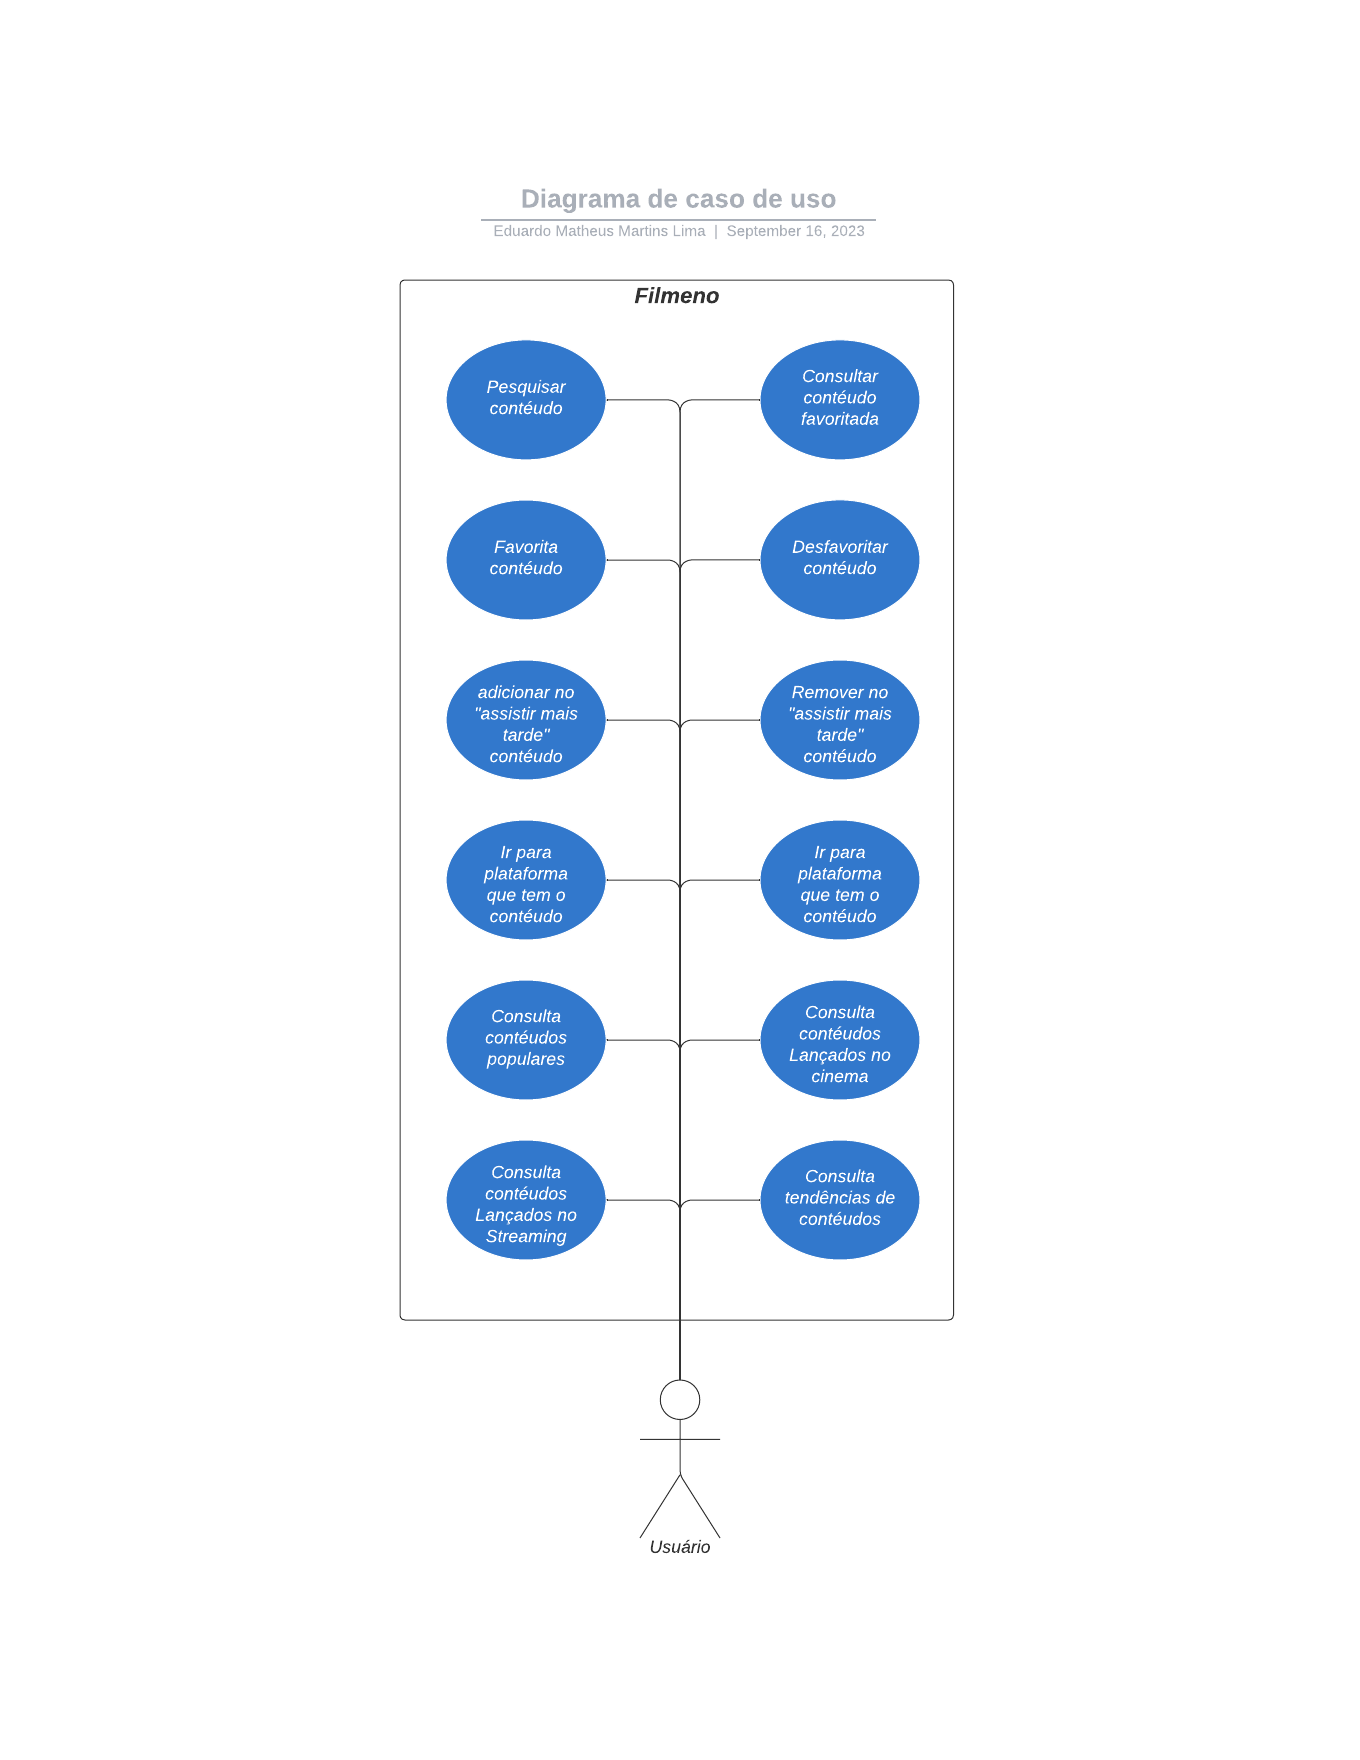 Diagrama de caso de uso
Eduardo Matheus Martins Lima | September 16, 2023
Filmeno
Pesquisar
contéudo
Consultar
contéudo
favoritada
Favorita
contéudo
Desfavoritar
contéudo
adicionar no
"assistir mais
tarde"
contéudo
Remover no
"assistir mais
tarde"
contéudo
Ir para
plataforma
que tem o
contéudo
Ir para
plataforma
que tem o
contéudo
Consulta
contéudos
populares
Consulta
contéudos
Lançados no
cinema
Consulta
contéudos
Lançados no
Streaming
Consulta
tendências de
contéudos
Usuário